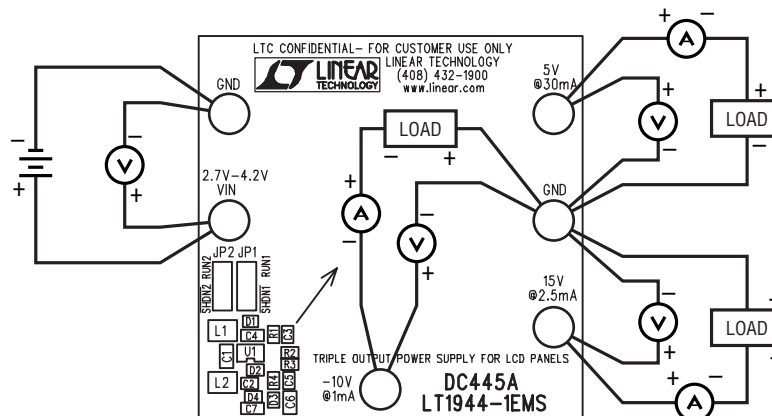 LTC CONFIDENTIAL- FOR CUSTOMER USE ONLY
LINEAR TECHNOLOGY
(408) 432-1900
www.linear.com
LINEAR
TECHNOLOGY
GND
5V
@30mA
LOAD
LOAD
2.7V-4.2V
VIN
GND
JP2 JP1
RUN2
RUN1
SHDN2
SHDN1
15V
@2.5mA
LOAD
L1
D1
C4
R1
C3
C1
U1
R2
R3
D2
L2
C2
R4
C5
D4
D3
C6
C7
TRIPLE OUTPUT POWER SUPPLY FOR LCD PANELS
-10V
@1mA
DC445A
LT1944-1EMS
- + - V +
+ A - - + V
+ A - + V - + -
- V + + A - - +